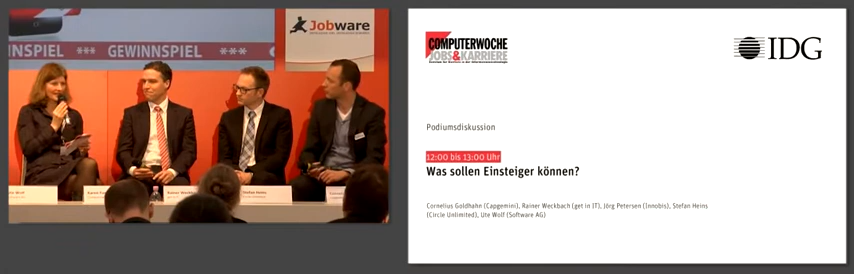 Jobware
INSPIEL *** GEWINNSPIEL ***
COMPUTERWOCHE
JOBS&KARRIERE
IDG
Podiumsdiskussion
12:00 bis 13:00 Uhr
Was sollen Einsteiger können?
Cornelius Goldhahn (Capgemini), Rainer Weckbach (get in IT), Jörg Petersen (Innobis), Stefan Heins
(Circle Unlimited), Ute Wolf (Software AG)